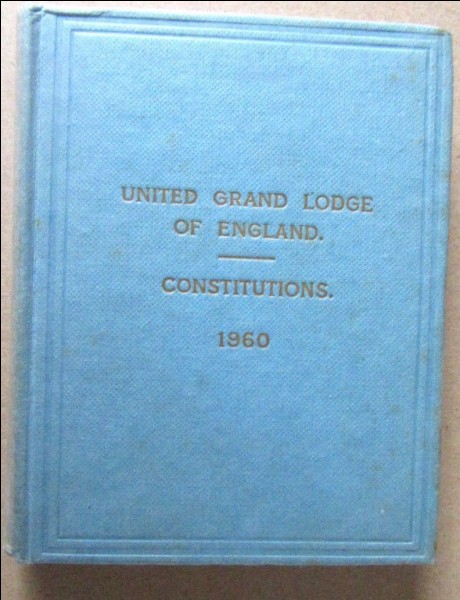 UNITED GRAND LODGE
OF ENGLAND.
CONSTITUTIONS.
1960